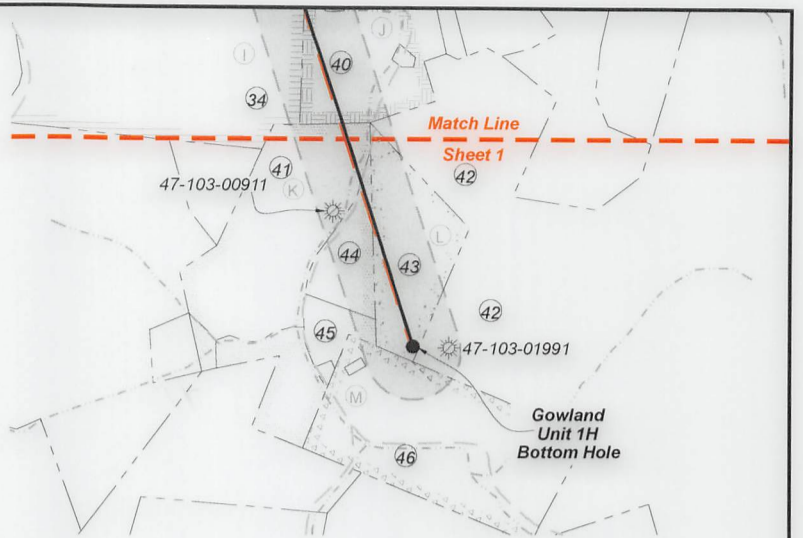 J
I
40
34
Match Line
Sheet 1
41
42
47-103-00911
K
L
44
43
42
45
47-103-01991
M
Gowland
Unit 1H
Bottom Hole
46